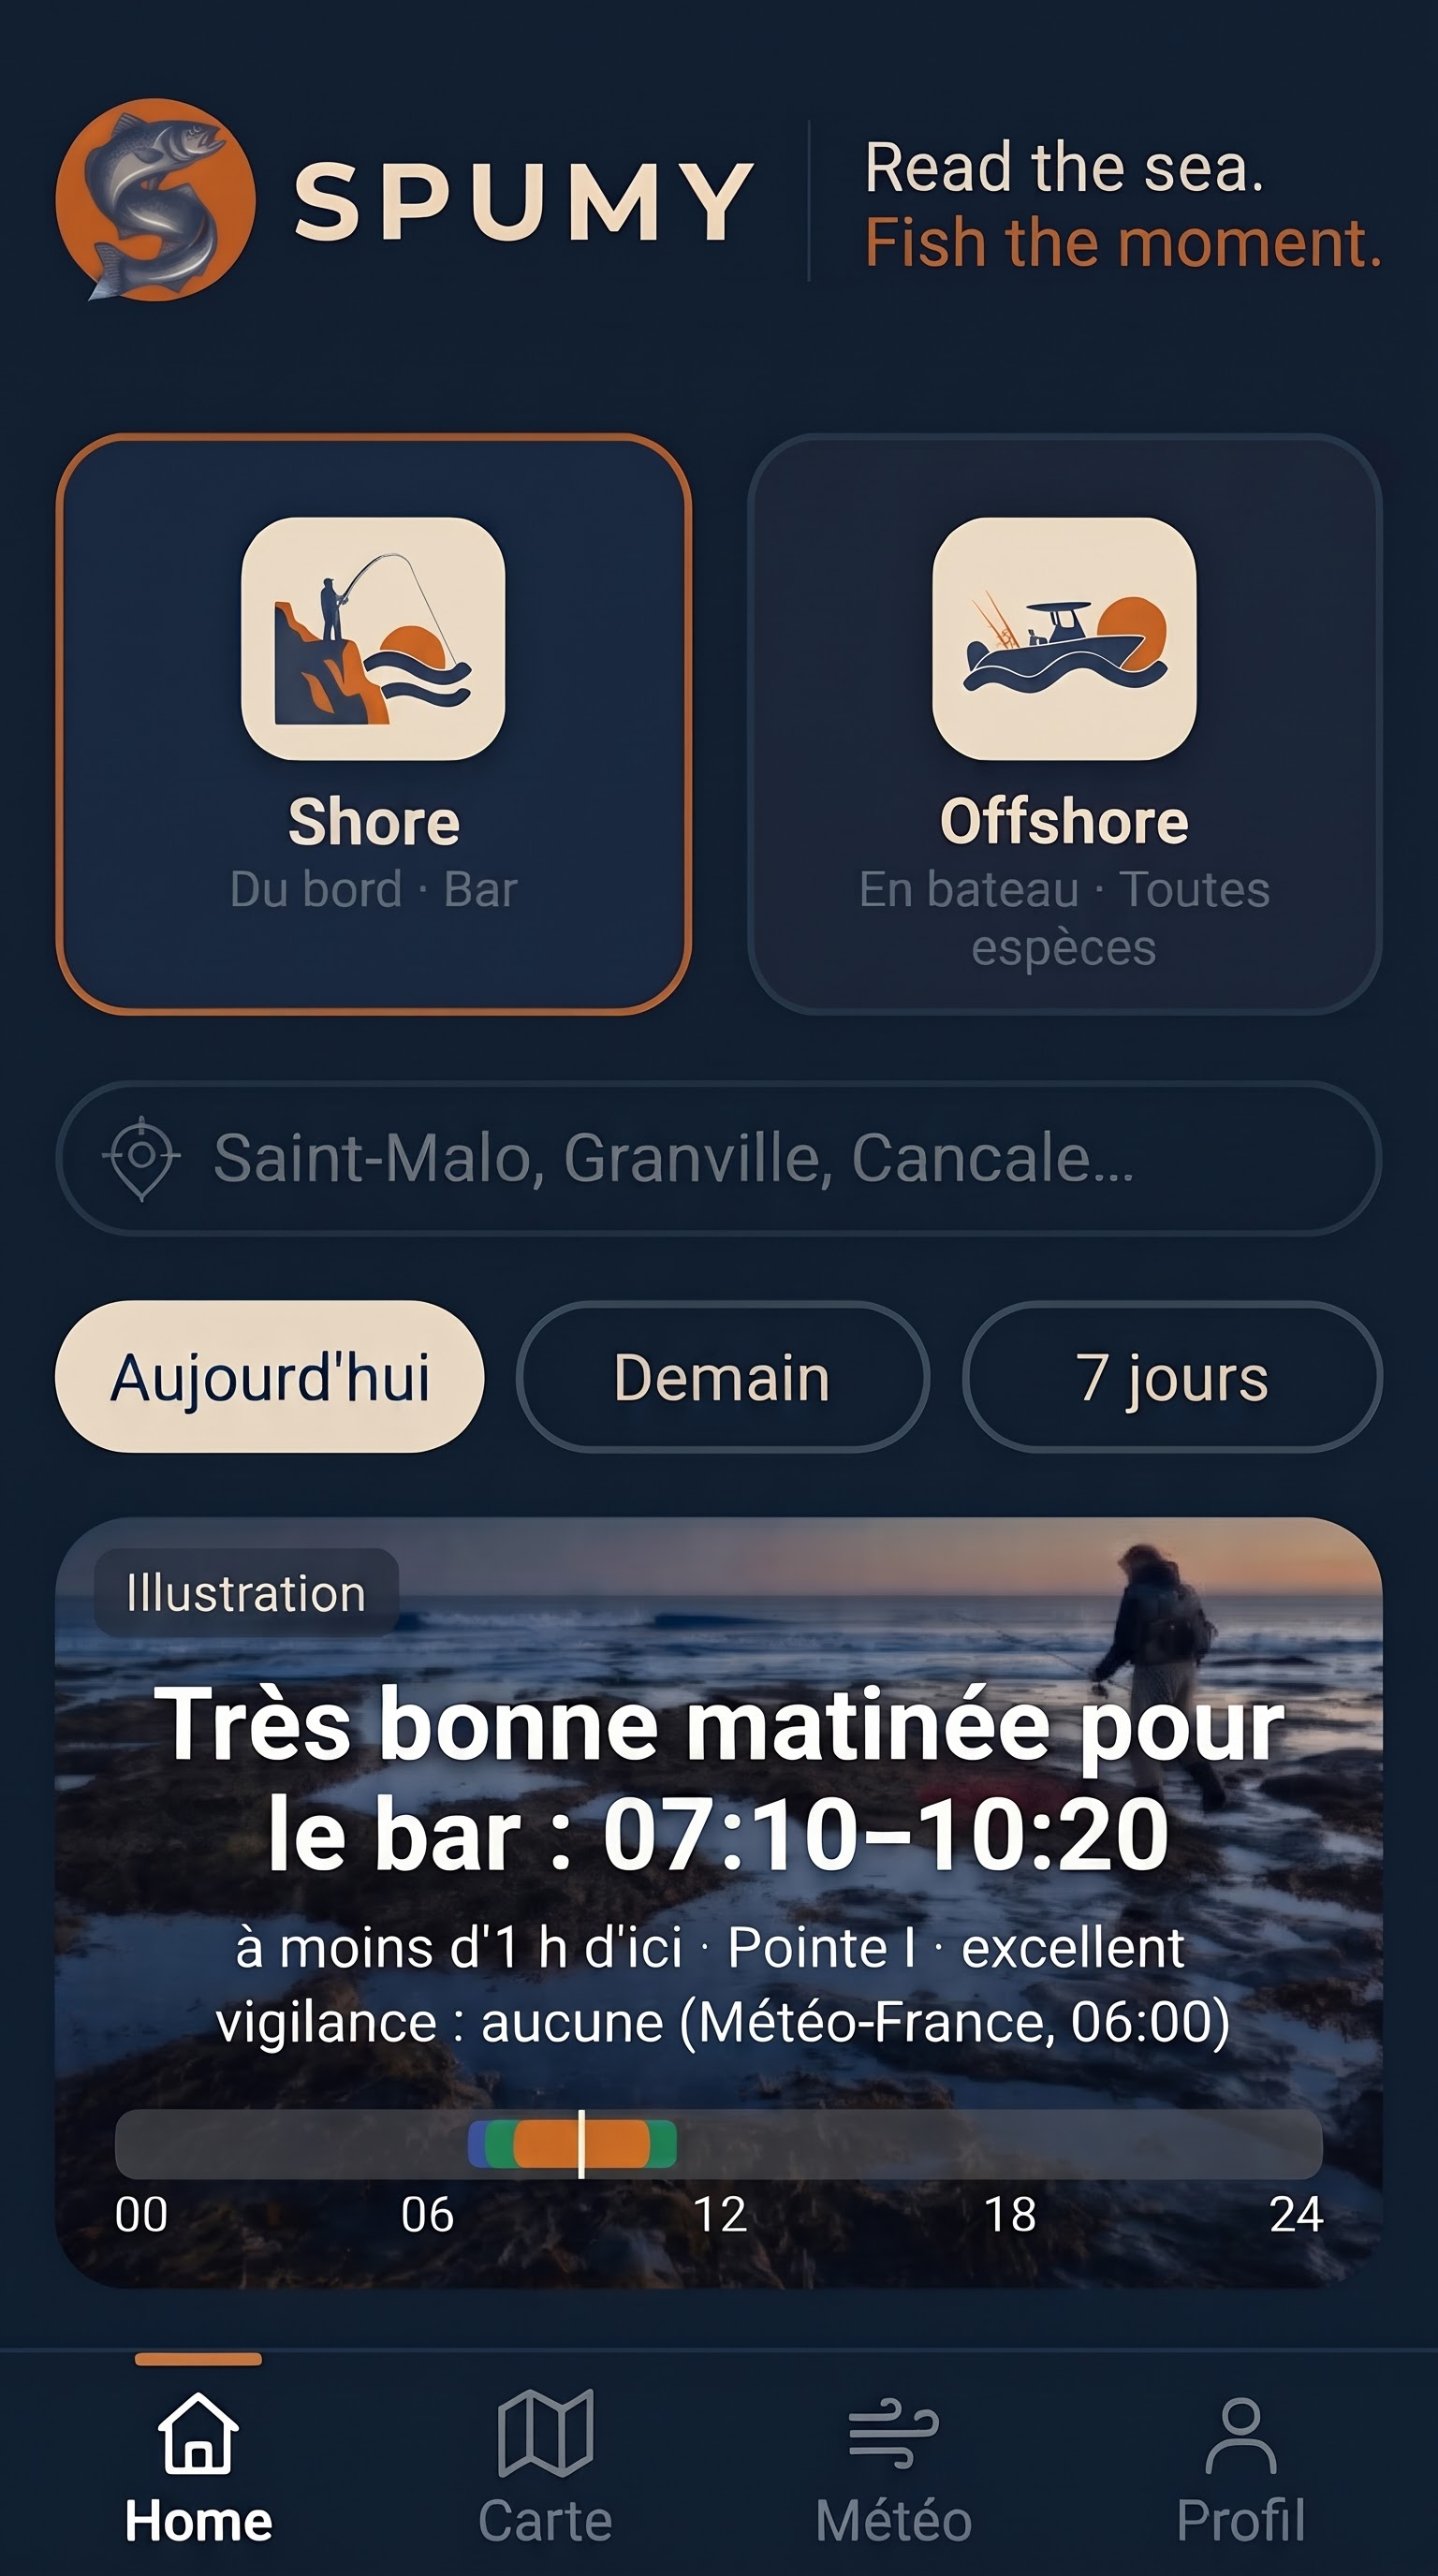 SPUMY
Read the sea.
Fish the moment.
Shore
Du bord · Bar
Offshore
En bateau · Toutes
espèces
Saint-Malo, Granville, Cancale...
Aujourd'hui
Demain
7 jours
Illustration
Très bonne matinée pour
le bar : 07:10–10:20
à moins d'1 h d'ici · Pointe I · excellent
vigilance : aucune (Météo-France, 06:00)
00 06 12 18 24
Home
Carte
Météo
Profil